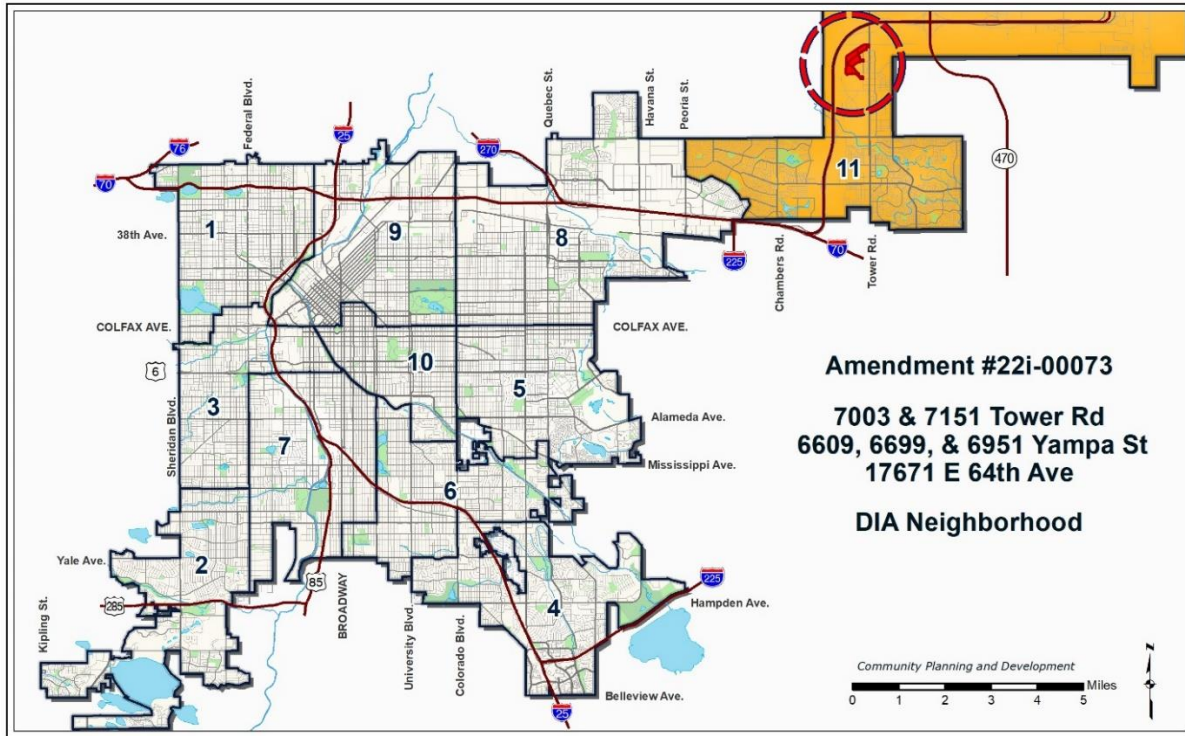 Federal Blvd.
Quebec St.
Havana St.
Peoria St.
76
25
270
70
470
11
1
9
8
38th Ave.
225
Chambers Rd.
70
Tower Rd.
COLFAX AVE.
COLFAX AVE.
6
10
Amendment #22i-00073
3
5
7003 & 7151 Tower Rd
Sheridan Blvd.
Alameda Ave.
6609, 6699, & 6951 Yampa St
7
Mississippi Ave.
17671 E 64th Ave
6
DIA Neighborhood
Yale Ave.
2
85
225
285
BROADWAY
University Blvd.
Colorado Blvd.
4
Hampden Ave.
Kipling St.
N
Community Planning and Development
Belleview Ave.
25
0 1 2 3 4 5 Miles